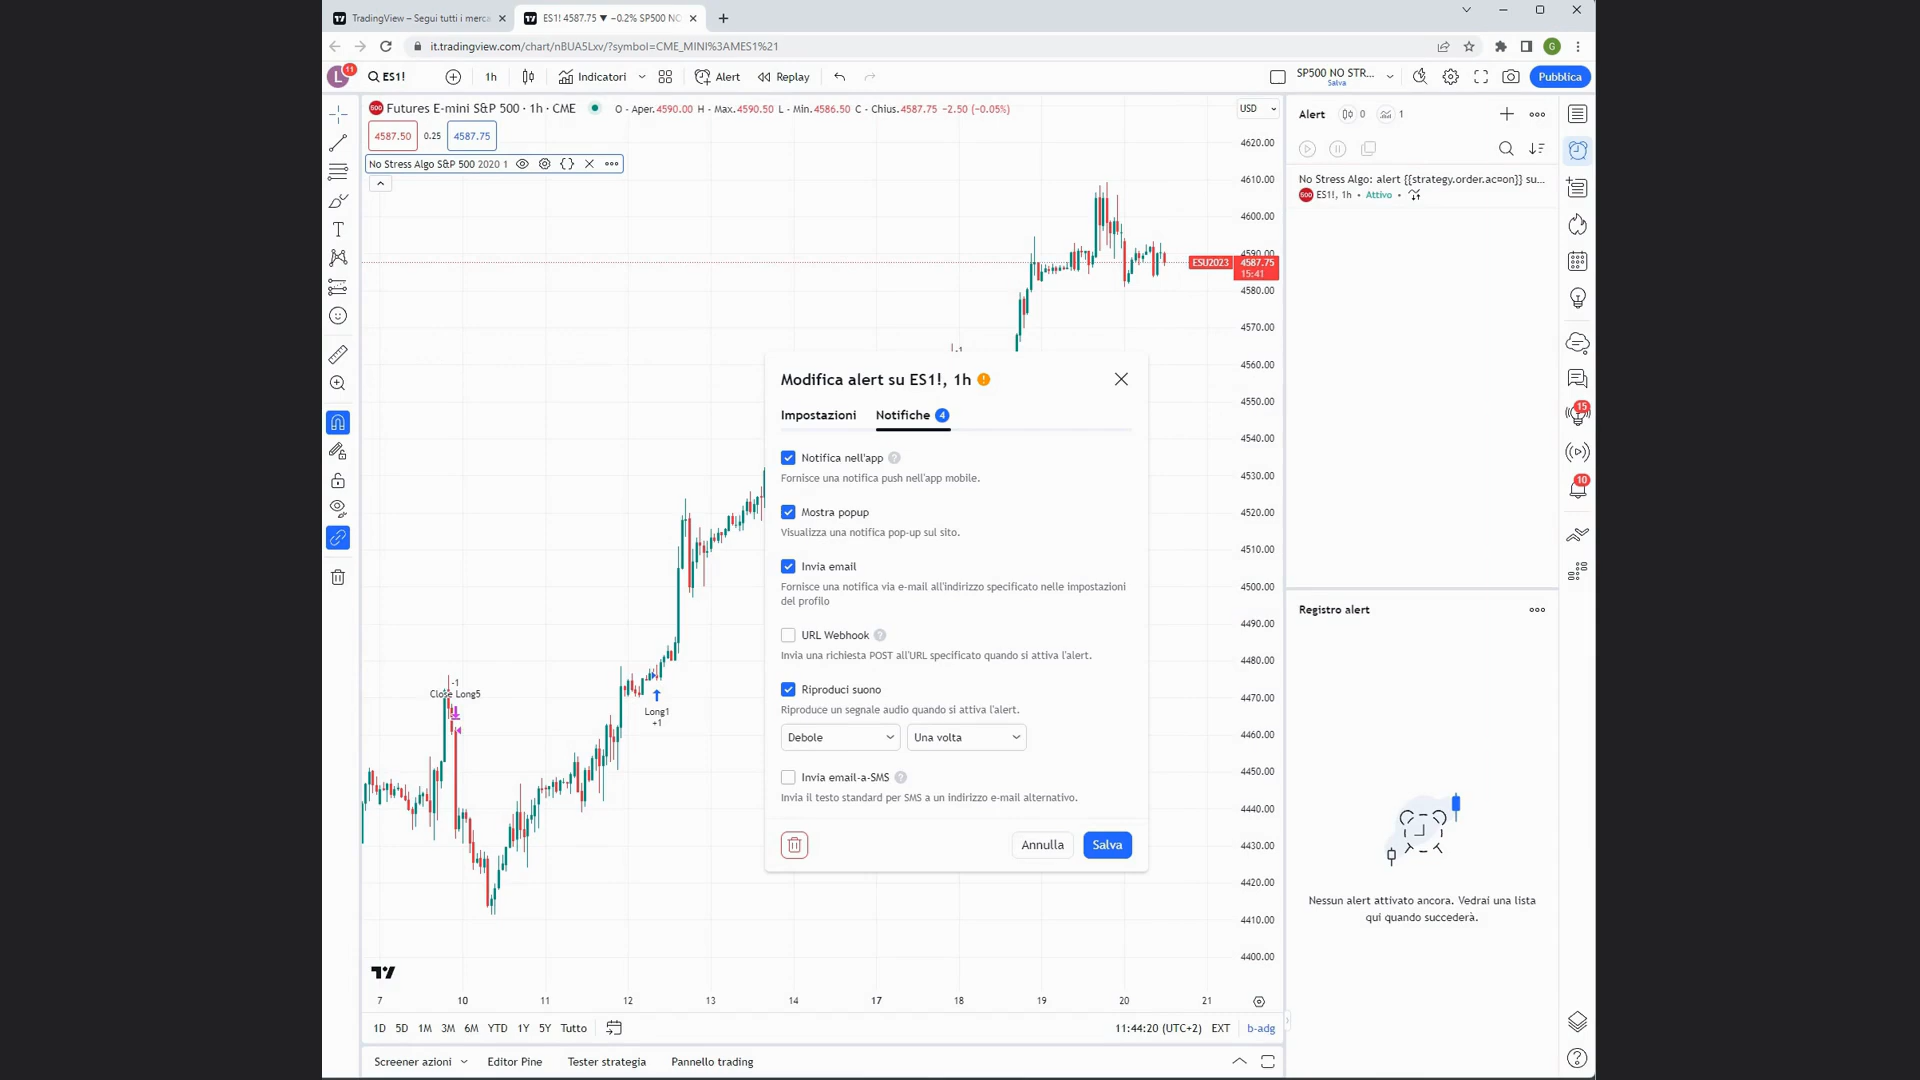 TradingView – Segui tutti i merca
ES1! 4587.75 ▼ −0.2% SP500 NO
it.tradingview.com/chart/nBUA5Lxv/?symbol=CME_MINI%3AMES1%21
G
L
11
ES1!
1h
Indicatori
Alert
Replay
SP500 NO STR...
Salva
Pubblica
Futures E-mini S&P 500 · 1h · CME
O - Aper.4590.00 H - Max.4590.50 L - Min.4586.50 C - Chius.4587.75 −2.50 (−0.05%)
USD
4587.50
0.25
4587.75
No Stress Algo S&P 500 2020 1
Alert
0
1
No Stress Algo: alert {{strategy.order.ac¤on}} su...
ES1!, 1h • Attivo •
4620.00
4610.00
4600.00
4590.00
ESU2023
4587.75
15:41
4580.00
4570.00
4560.00
4550.00
4540.00
4530.00
4520.00
4510.00
4500.00
4490.00
4480.00
4470.00
4460.00
4450.00
4440.00
4430.00
4420.00
4410.00
4400.00
-1
-1
Close Long5
Long1
+1
Modifica alert su ES1!, 1h
Impostazioni
Notifiche 4
Notifica nell'app
Fornisce una notifica push nell'app mobile.
Mostra popup
Visualizza una notifica pop-up sul sito.
Invia email
Fornisce una notifica via e-mail all'indirizzo specificato nelle impostazioni
del profilo
URL Webhook
Invia una richiesta POST all'URL specificato quando si attiva l'alert.
Riproduci suono
Riproduce un segnale audio quando si attiva l'alert.
Debole
Una volta
Invia email-a-SMS
Invia il testo standard per SMS a un indirizzo e-mail alternativo.
Annulla
Salva
15
10
Registro alert
Nessun alert attivato ancora. Vedrai una lista
qui quando succederà.
7
10
11
12
13
14
17
18
19
20
21
1D 5D 1M 3M 6M YTD 1Y 5Y Tutto
11:44:20 (UTC+2)
EXT
b-adg
Screener azioni
Editor Pine
Tester strategia
Pannello trading